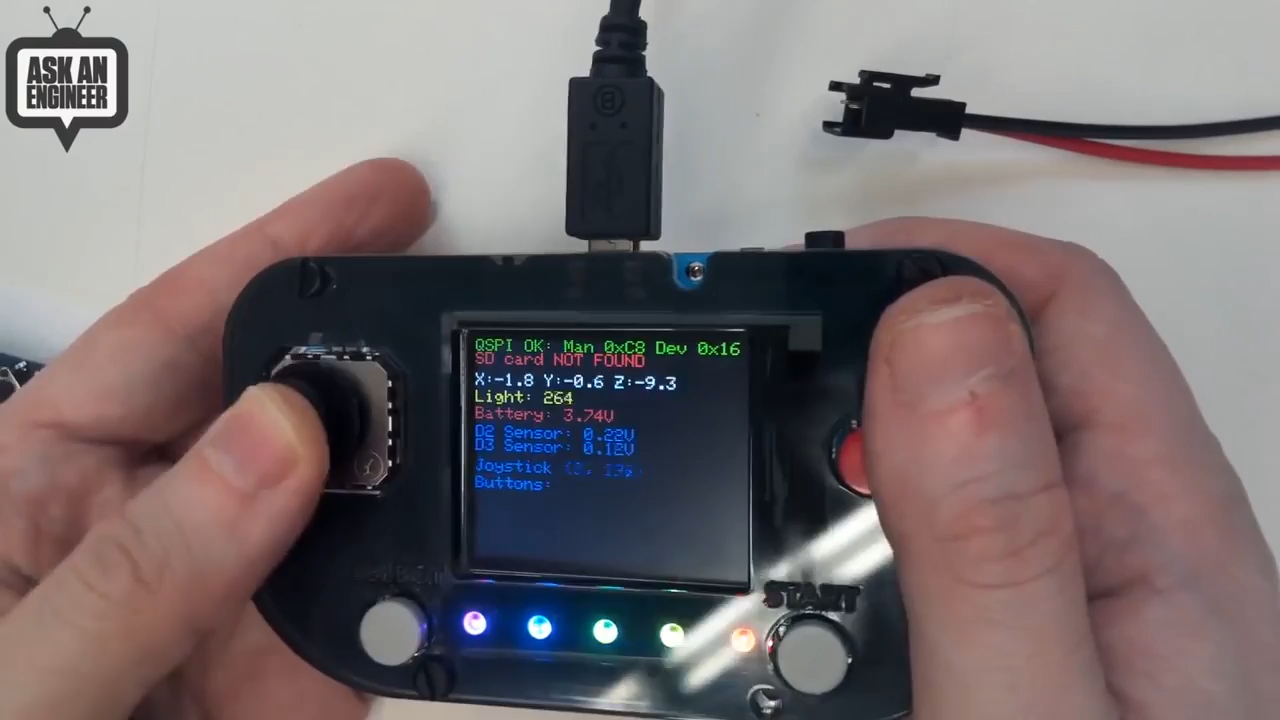 ASK AN
ENGINEER
QSPI OK: Man 0xC8 Dev 0x16
SD card NOT FOUND
X:-1.8 Y:-0.6 Z:-9.3
Light: 264
Battery: 3.74V
D2 Sensor: 0.22V
D3 Sensor: 0.12V
Joystick
Buttons:
START